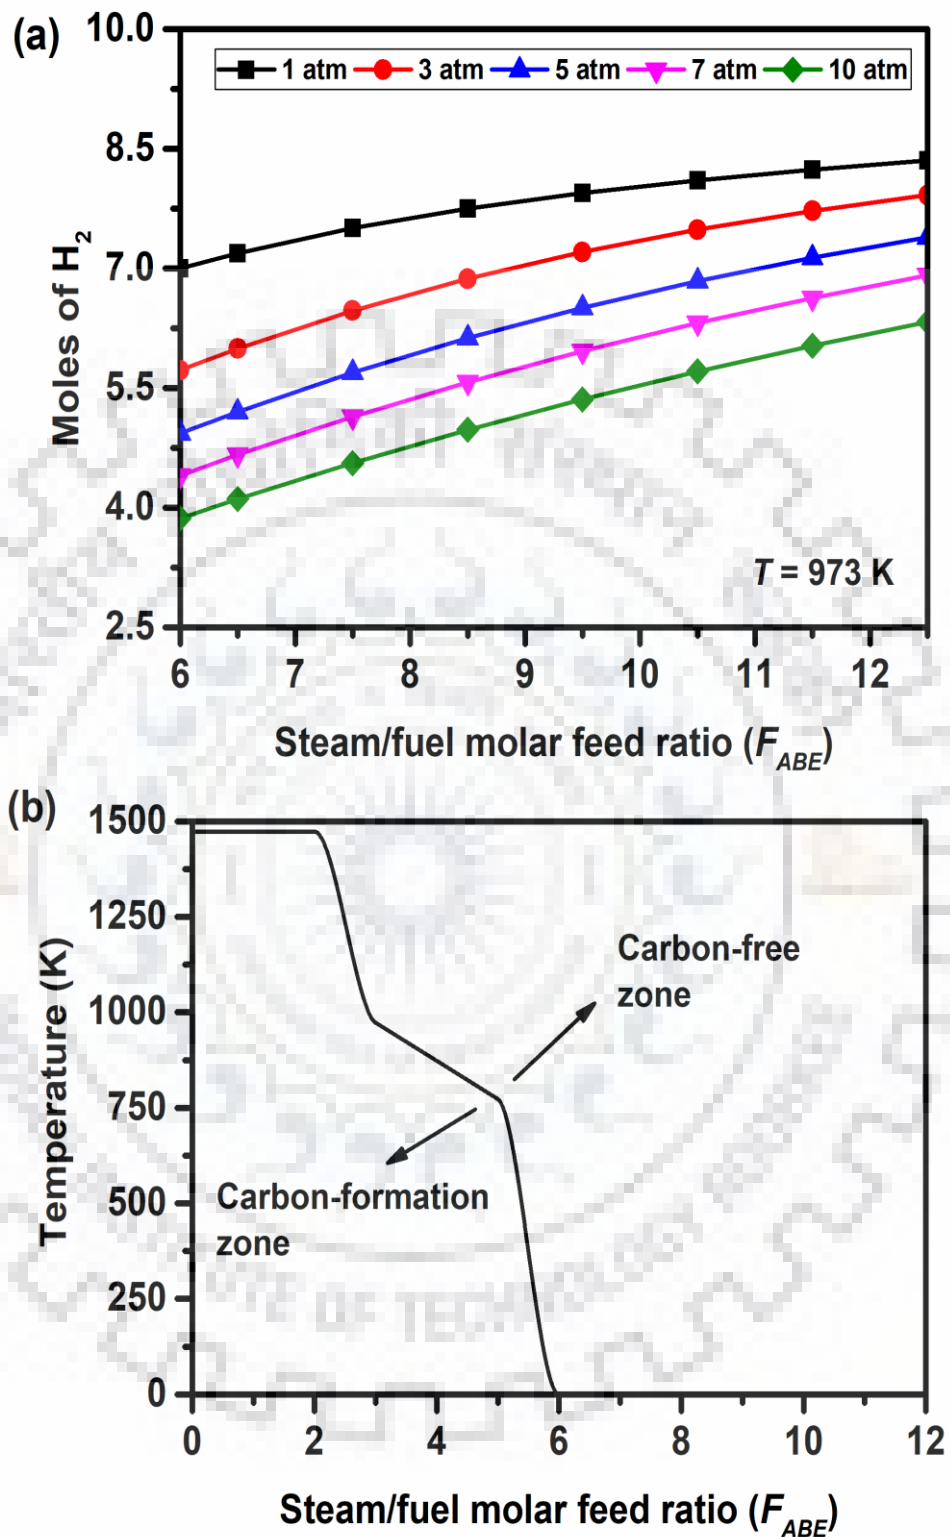 (a)
10.0
8.5
7.0
5.5
4.0
2.5
Moles of H2
1 atm 3 atm 5 atm 7 atm 10 atm
T = 973 K
6 7 8 9 10 11 12
Steam/fuel molar feed ratio (FABE)
(b)
1500
1250
1000
750
500
250
0
Temperature (K)
Carbon-free
zone
Carbon-formation
zone
0 2 4 6 8 10 12
Steam/fuel molar feed ratio (FABE)